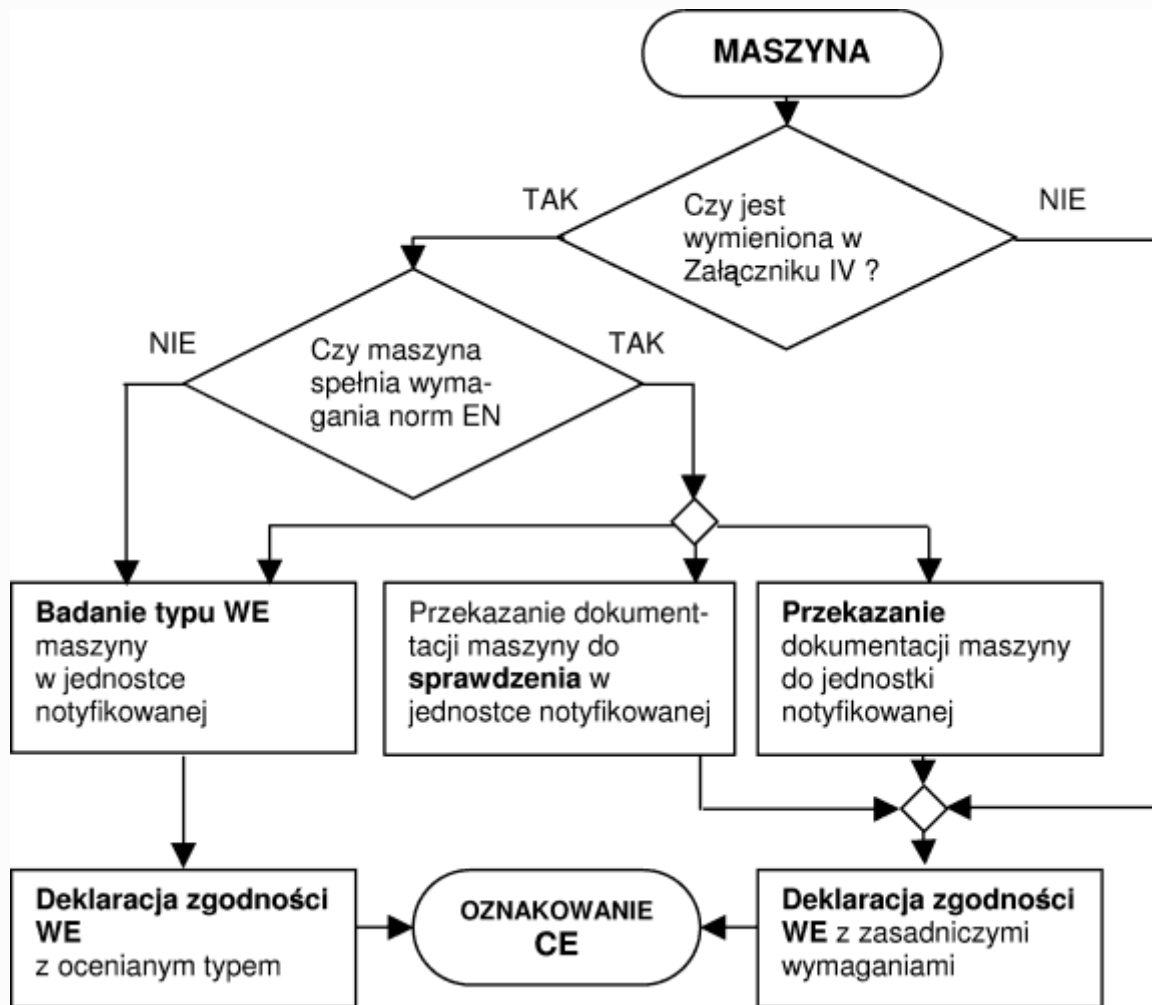 MASZYNA
TAK
Czy jest
wymieniona w
Załączniku IV ?
NIE
NIE
Czy maszyna
spełnia wyma-
gania norm EN
TAK
Badanie typu WE
maszyny
w jednostce
notyfikowanej
Przekazanie dokument-
tacji maszyny do
sprawdzenia w
jednostce notyfikowanej
Przekazanie
dokumentacji maszyny
do jednostki
notyfikowanej
Deklaracja zgodności
WE
z ocenianym typem
OZNAKOWANIE
CE
Deklaracja zgodności
WE z zasadniczymi
wymaganiami